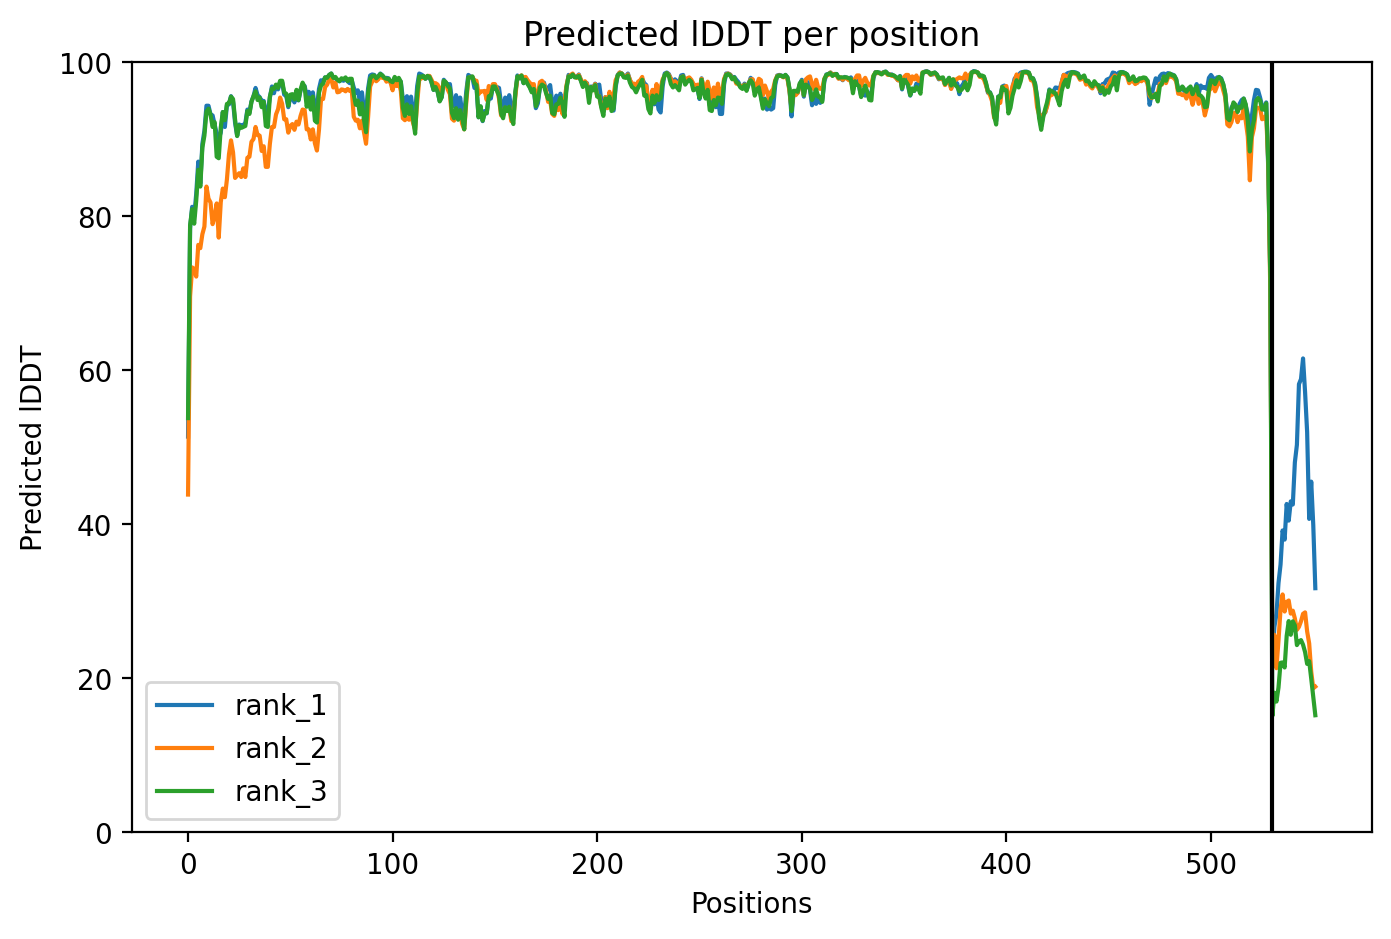 Predicted lDDT per position
100
80
60
40
20
0
Predicted lDDT
rank_1
rank_2
rank_3
0 100 200 300 400 500
Positions